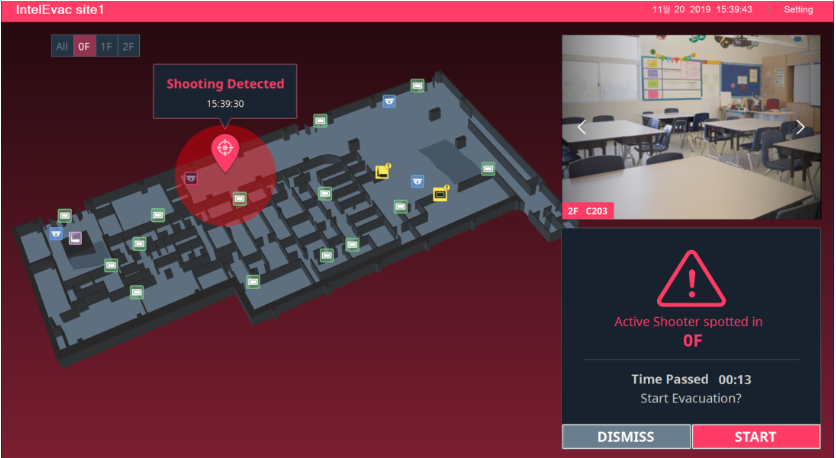 IntelEvac site1
11월 20 2019 15:39:43
Setting
All 0F 1F 2F
Shooting Detected
15:39:30
2F C203
Active Shooter spotted in
0F
Time Passed 00:13
Start Evacuation?
DISMISS
START